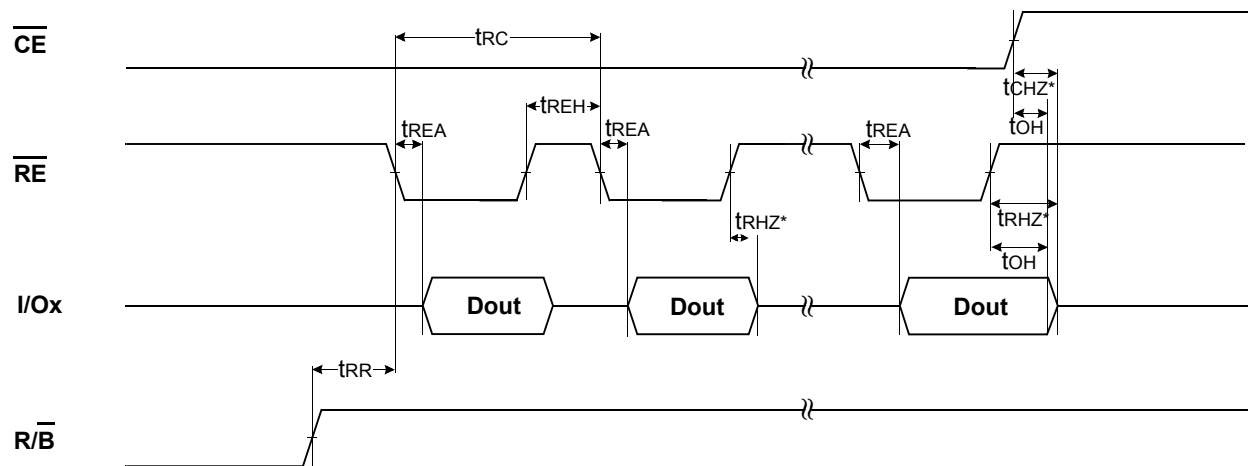 CE
tRC
tCHZ*
tREH
tREA
tREA
tREA
tOH
RE
tRHZ*
tRHZ*
tOH
I/Ox
Dout
Dout
Dout
tRR
R/B